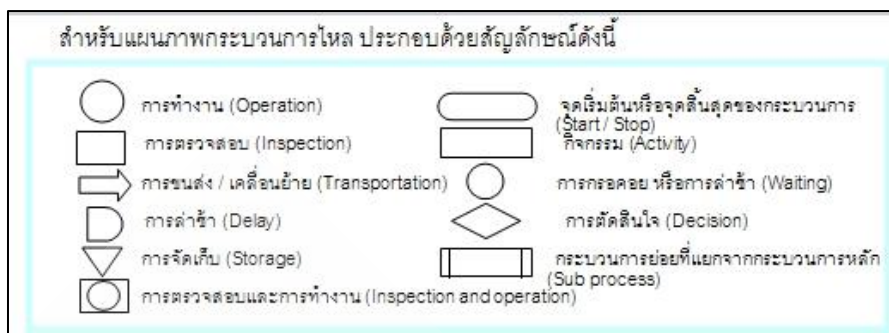 สำหรับแผนภาพกระบวนการไหล ประกอบด้วยสัญลักษณ์ดังนี้
การทำงาน (Operation)
การตรวจสอบ (Inspection)
การขนส่ง / เคลื่อนย้าย (Transportation)
การล่าช้า (Delay)
การจัดเก็บ (Storage)
การตรวจสอบและการทำงาน (Inspection and operation)
จุดเริ่มต้นหรือจุดสิ้นสุดของกระบวนการ
(Start / Stop)
กิจกรรม (Activity)
การกรอคอย หรือการล่าช้า (Waiting)
การตัดสินใจ (Decision)
กระบวนการย่อยที่แยกจากกระบวนการหลัก
(Sub process)